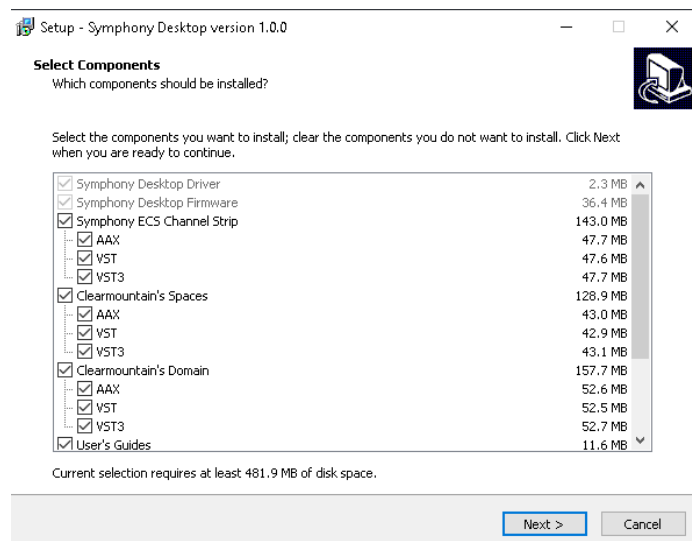 Setup - Symphony Desktop version 1.0.0
Select Components
Which components should be installed?
Select the components you want to install; clear the components you do not want to install. Click Next
when you are ready to continue.
Symphony Desktop Driver 2.3 MB
Symphony Desktop Firmware 36.4 MB
Symphony ECS Channel Strip 143.0 MB
AAX 47.7 MB
VST 47.6 MB
VST3 47.7 MB
Clearmountain's Spaces 128.9 MB
AAX 43.0 MB
VST 42.9 MB
VST3 43.1 MB
Clearmountain's Domain 157.7 MB
AAX 52.6 MB
VST 52.5 MB
VST3 52.7 MB
User's Guides 11.6 MB
Current selection requires at least 481.9 MB of disk space.
Next > Cancel